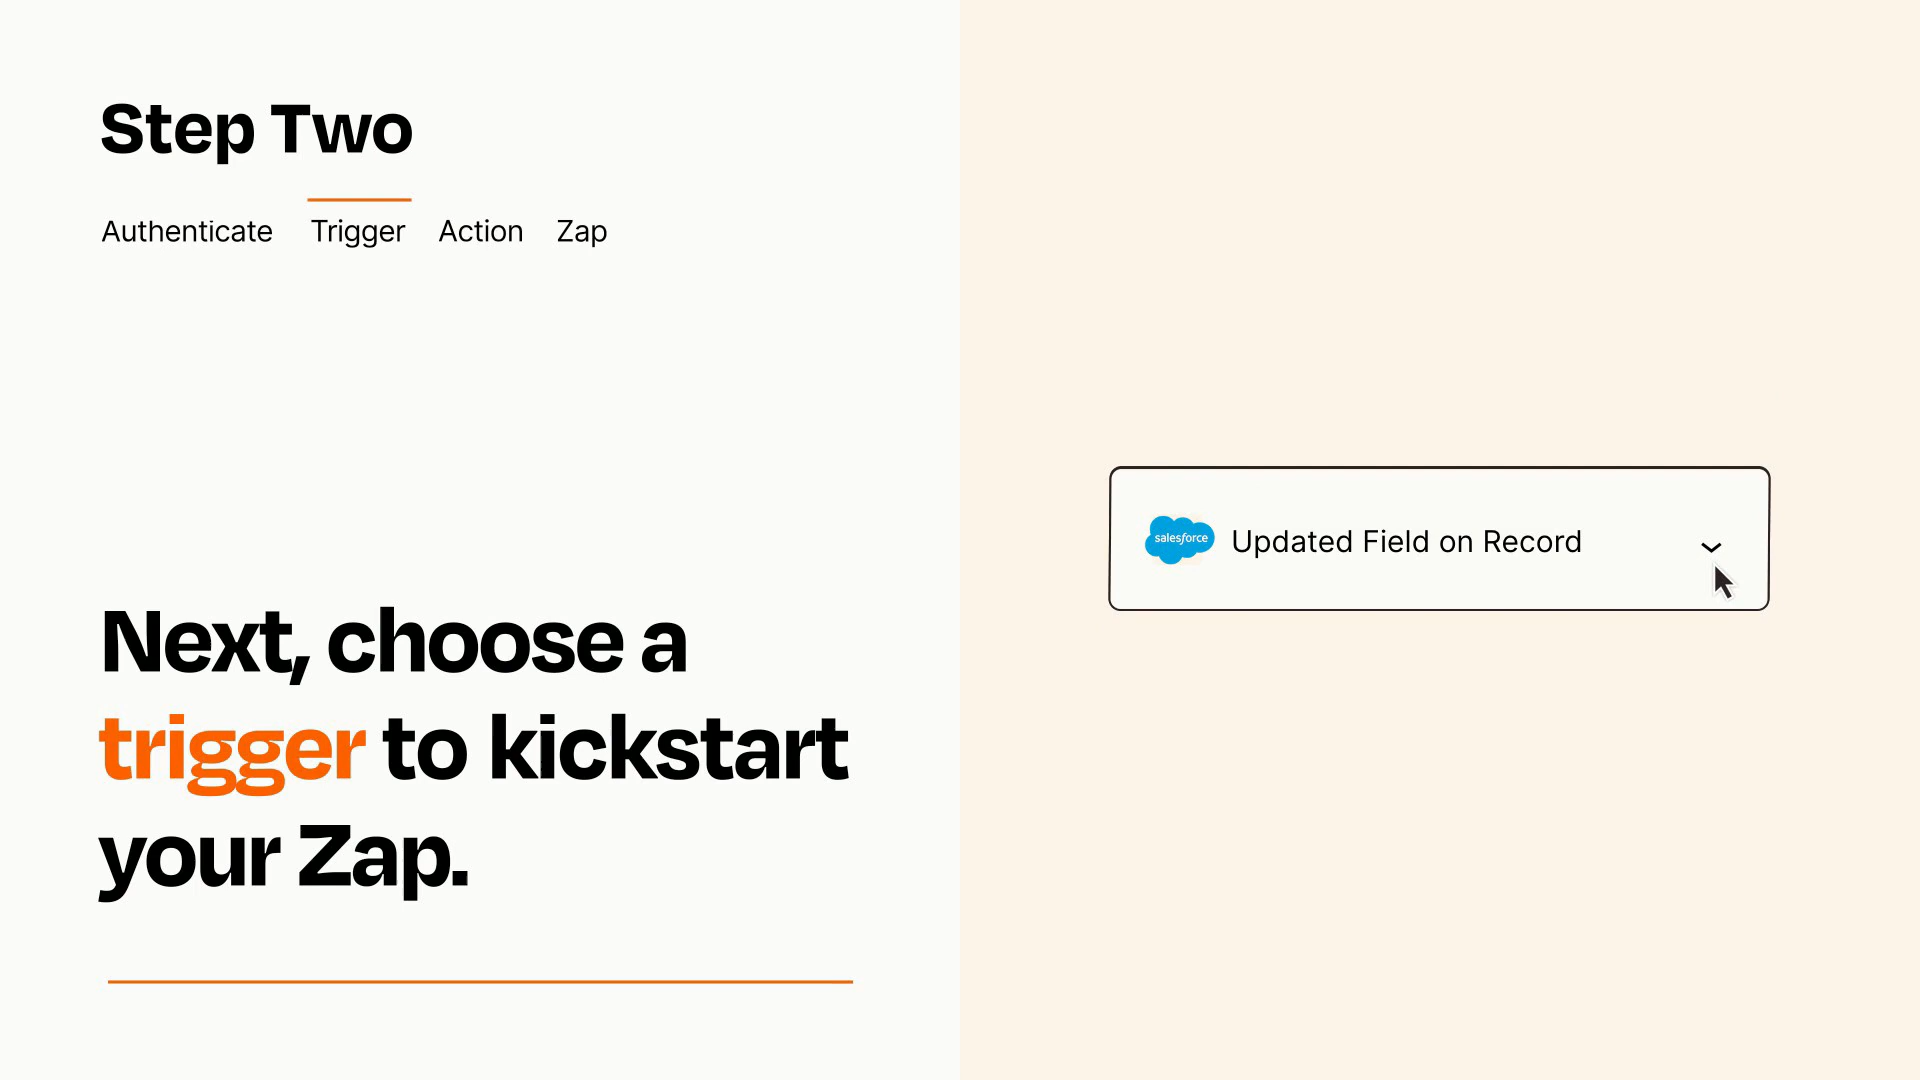 Step Two
Authenticate Trigger Action Zap
Next, choose a
trigger to kickstart
your Zap.
salesforce Updated Field on Record